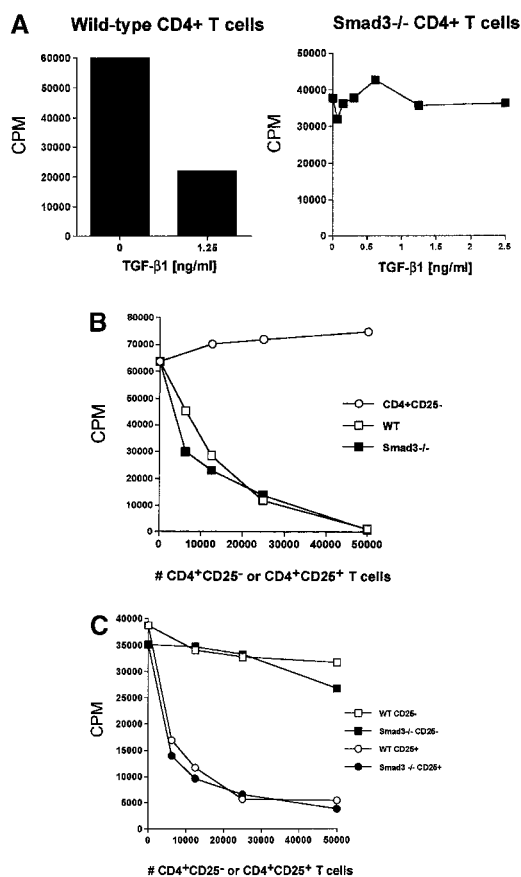 A
Wild-type CD4+ T cells
Smad3-/- CD4+ T cells
CPM
60000
50000
40000
30000
20000
10000
0
0
1.25
TGF-β1 [ng/ml]
CPM
50000
40000
30000
20000
10000
0
0
0.5
1
1.5
2
2.5
TGF-β1 [ng/ml]
B
CPM
80000
70000
60000
50000
40000
30000
20000
10000
0
0
10000
20000
30000
40000
50000
CD4+CD25-
WT
Smad3-/-
# CD4+CD25- or CD4+CD25+ T cells
C
CPM
40000
35000
30000
25000
20000
15000
10000
5000
0
0
10000
20000
30000
40000
50000
WT CD25-
Smad3-/- CD25-
WT CD25+
Smad3 -/- CD25+
# CD4+CD25- or CD4+CD25+ T cells